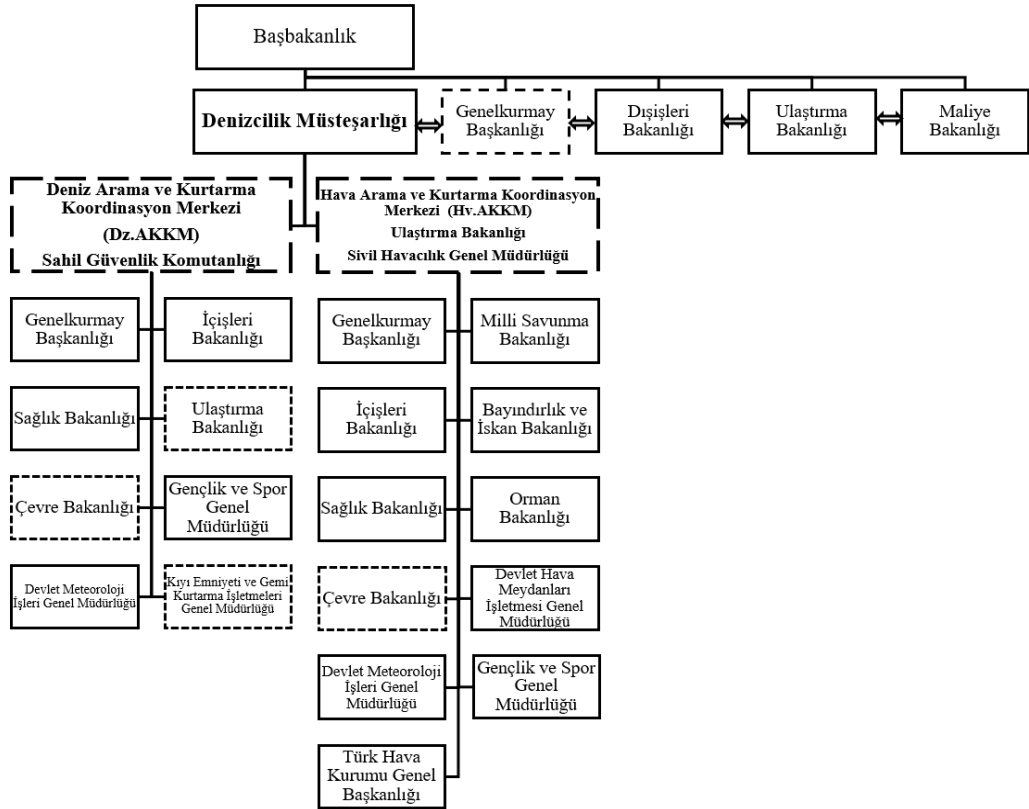 Başbakanlık
Denizcilik Müsteşarlığı
Genelkurmay
Başkanlığı
Dışişleri
Bakanlığı
Ulaştırma
Bakanlığı
Maliye
Bakanlığı
Deniz Arama ve Kurtarma
Koordinasyon Merkezi
(Dz.AKKM)
Sahil Güvenlik Komutanlığı
Hava Arama ve Kurtarma Koordinasyon
Merkezi (Hv.AKKM)
Ulaştırma Bakanlığı
Sivil Havacılık Genel Müdürlüğü
Genelkurmay
Başkanlığı
İçişleri
Bakanlığı
Sağlık Bakanlığı
Ulaştırma
Bakanlığı
Çevre Bakanlığı
Gençlik ve Spor
Genel
Müdürlüğü
Devlet Meteoroloji
İşleri Genel Müdürlüğü
Kıyı Emniyeti ve Gemi
Kurtarma İşletmeleri
Genel Müdürlüğü
Genelkurmay
Başkanlığı
Milli Savunma
Bakanlığı
İçişleri
Bakanlığı
Bayındırlık ve
İskan Bakanlığı
Sağlık Bakanlığı
Orman
Bakanlığı
Çevre Bakanlığı
Devlet Hava
Meydanları
İşletmesi Genel
Müdürlüğü
Devlet Meteoroloji
İşleri Genel
Müdürlüğü
Gençlik ve Spor
Genel
Müdürlüğü
Türk Hava
Kurumu Genel
Başkanlığı